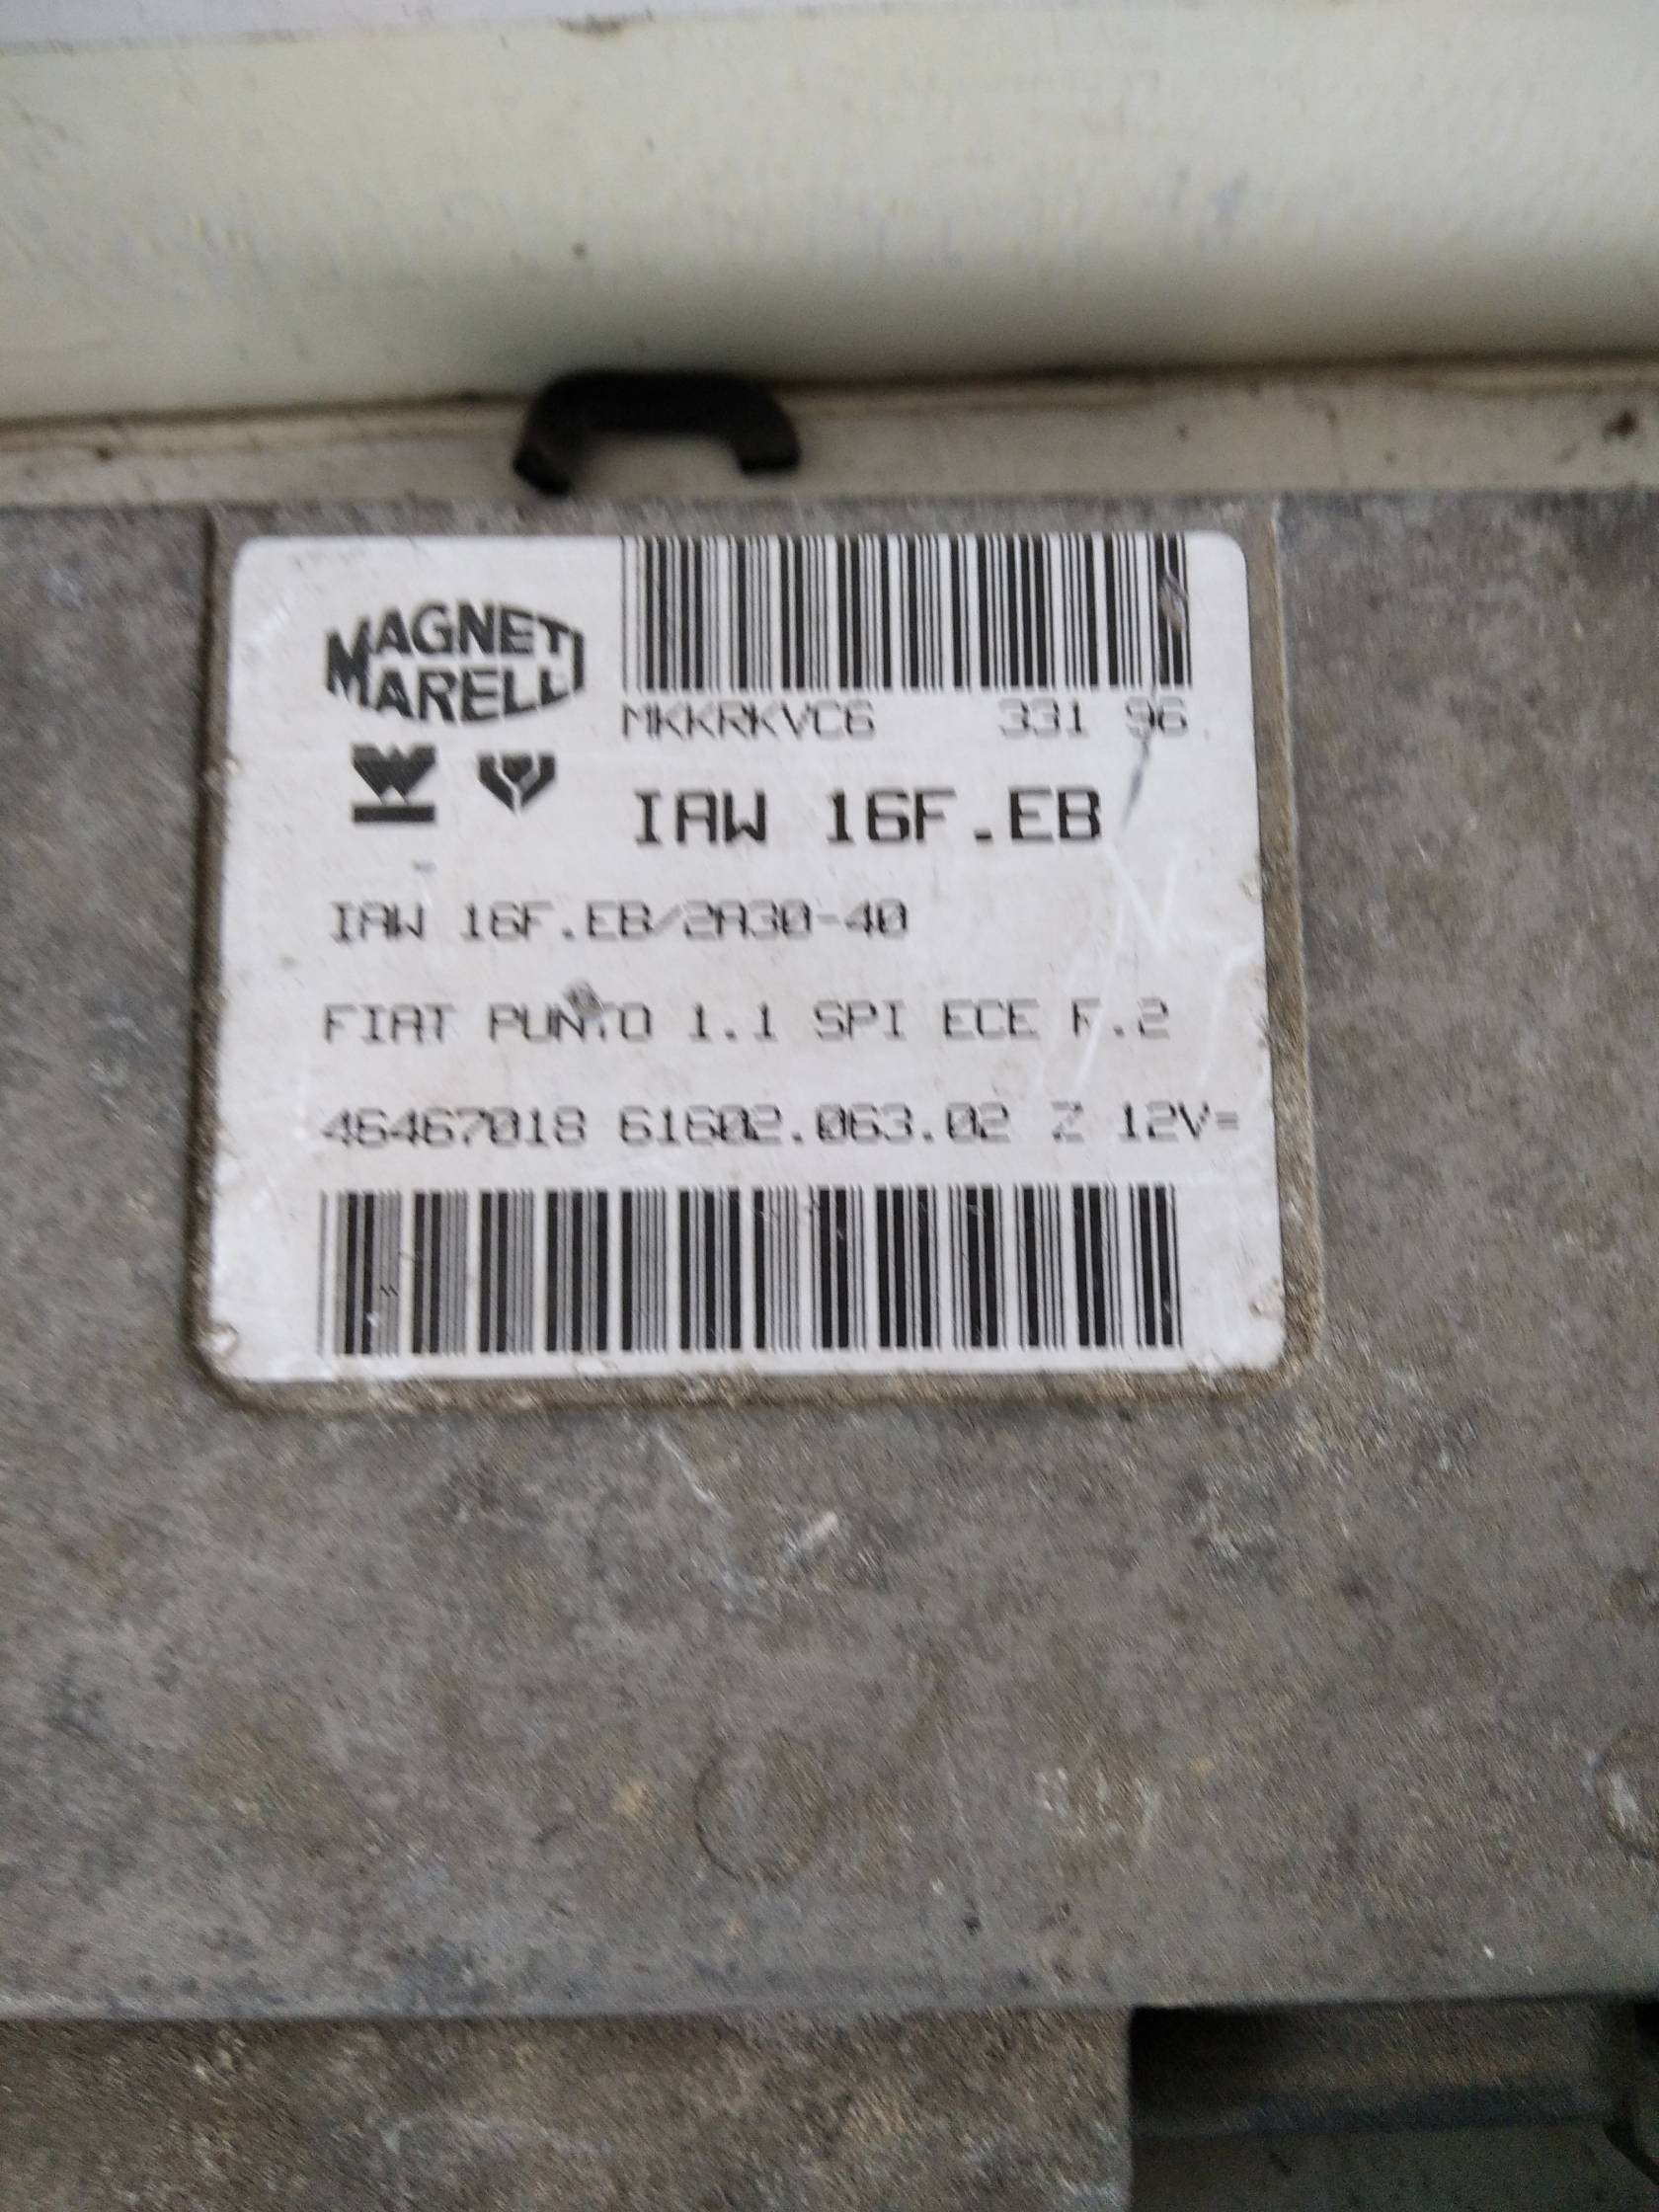 MAGNETI
MARELLI
MKKRKVC6 331 96
IAW 16F.EB
IAW 16F.EB/2A30-40
FIAT PUNTO 1.1 SPI ECE F.2
46467018 61602.063.02 Z 12V=